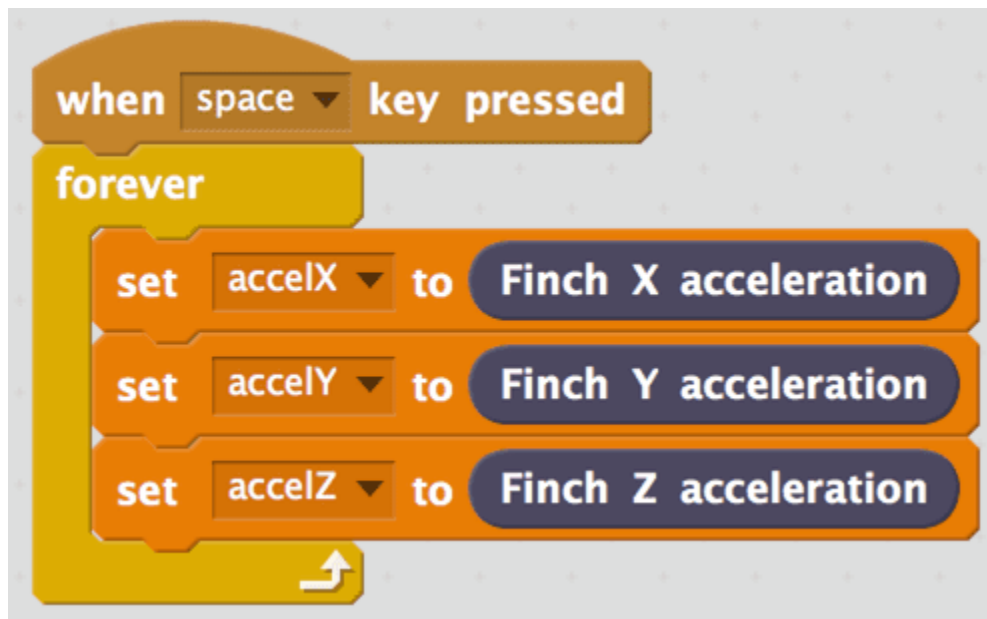 when space key pressed
forever
set accelX to Finch X acceleration
set accelY to Finch Y acceleration
set accelZ to Finch Z acceleration